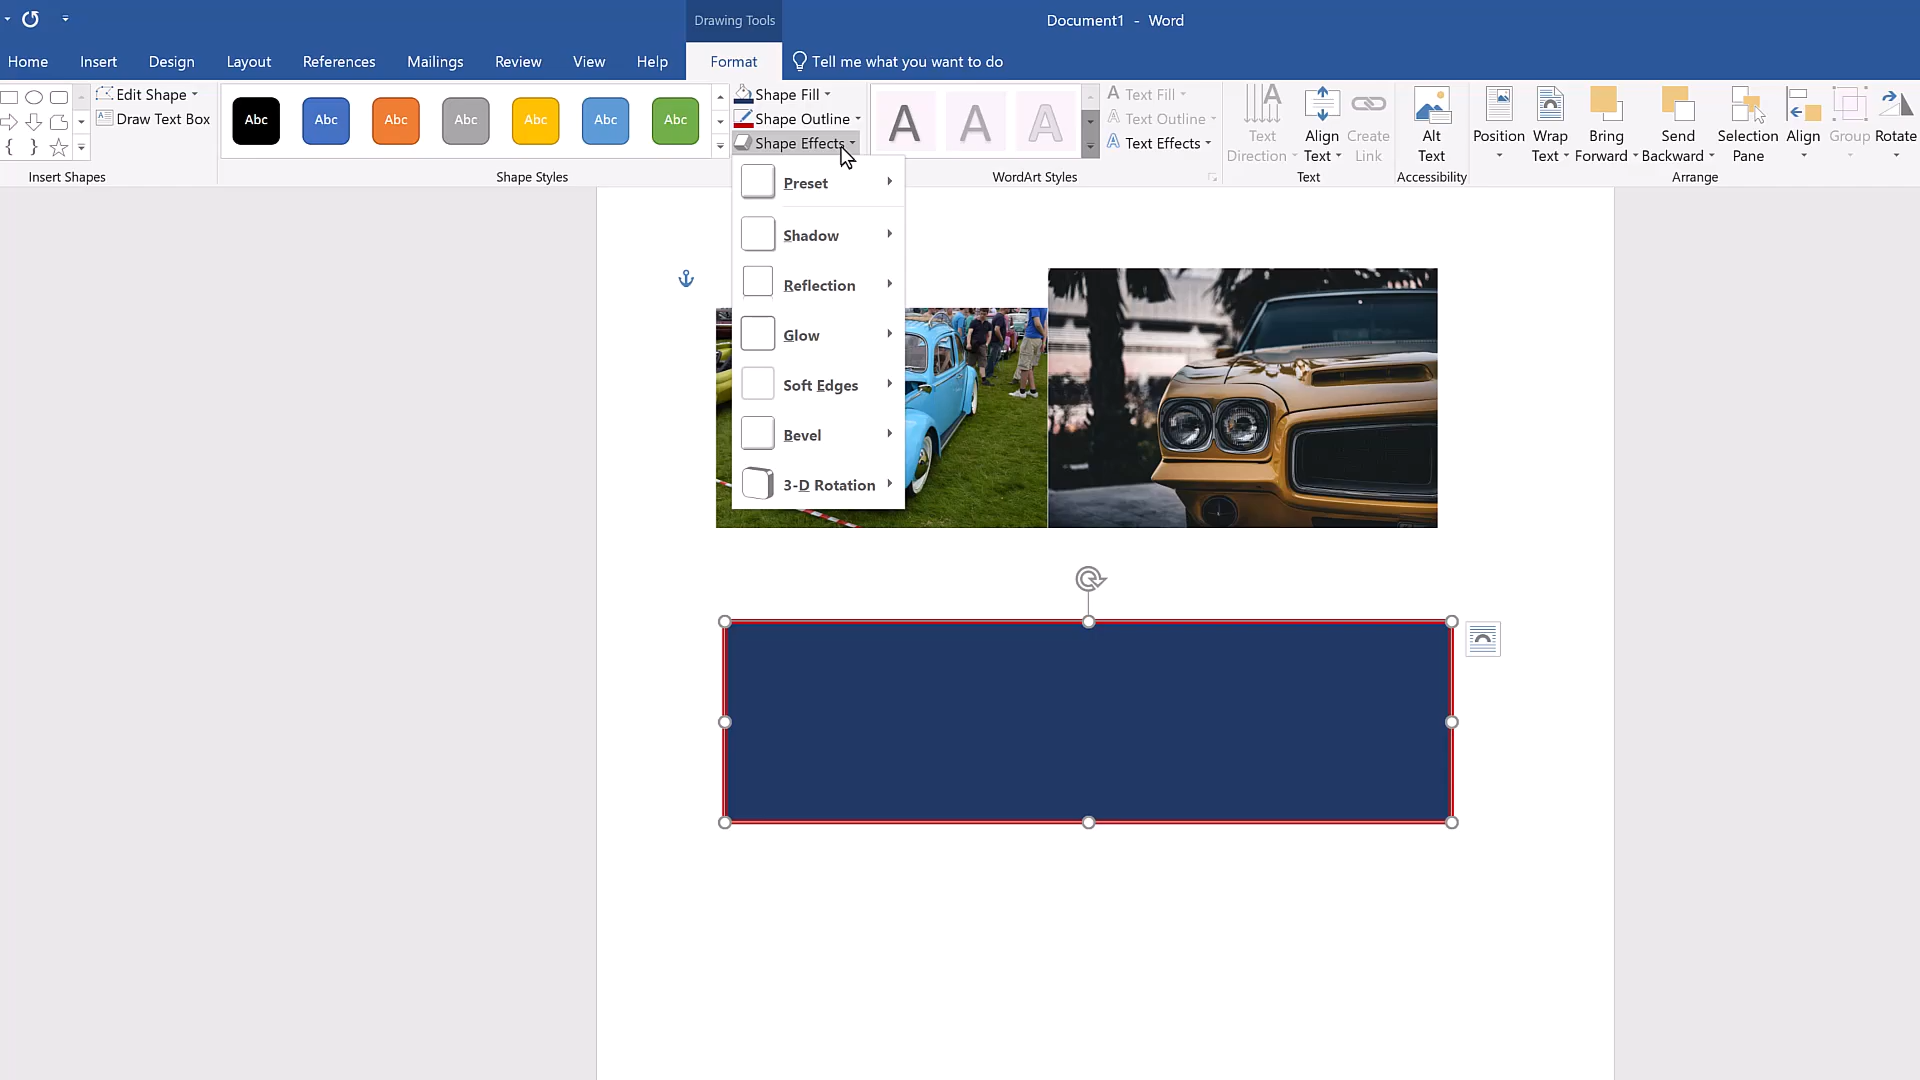 Drawing Tools
Document1 - Word
Home Insert Design Layout References Mailings Review View Help Format Tell me what you want to do
Edit Shape
Draw Text Box
Insert Shapes
Abc Abc Abc Abc Abc Abc Abc
Shape Styles
Shape Fill
Shape Outline
Shape Effects
A A A
WordArt Styles
Text Fill
Text Outline
Text Effects
Text
Direction
Align
Text
Create
Link
Text
Alt
Text
Accessibility
Position
Wrap
Text
Bring
Forward
Send
Backward
Selection
Pane
Align
Group
Rotate
Arrange
Preset
Shadow
Reflection
Glow
Soft Edges
Bevel
3-D Rotation